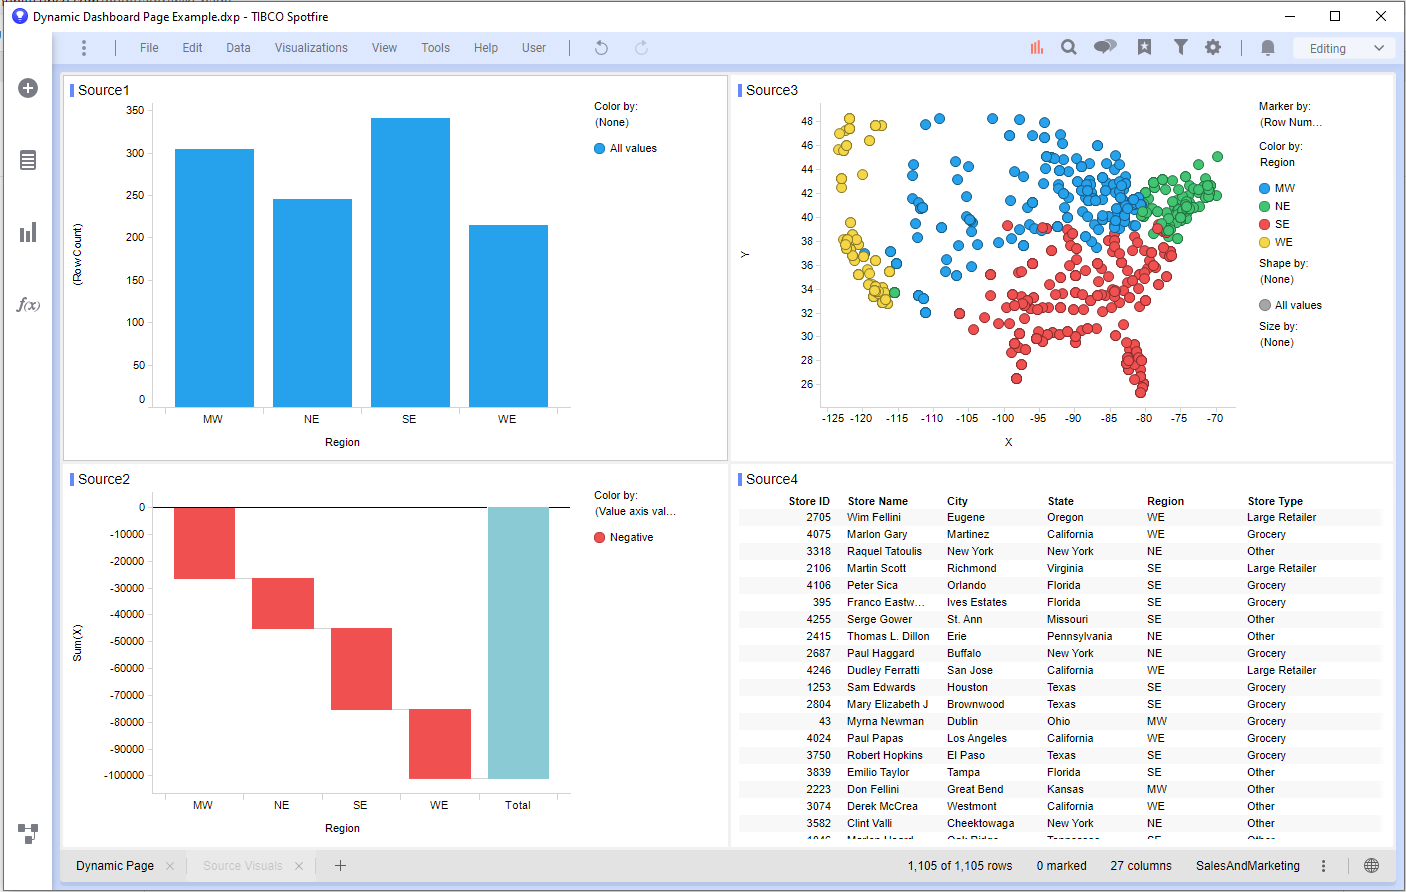 Dynamic Dashboard Page Example.dxp - TIBCO Spotfire
File Edit Data Visualizations View Tools Help User Editing
f(x)
Source1
350
300
250
200
150
100
50
0
(Row Count)
MW NE SE WE
Region
Color by:
(None)
All values
Source3
48
46
44
42
40
38
36
34
32
30
28
26
Y
-125 -120 -115 -110 -105 -100 -95 -90 -85 -80 -75 -70
X
Marker by:
(Row Num...
Color by:
Region
MW
NE
SE
WE
Shape by:
(None)
All values
Size by:
(None)
Source2
0
-10000
-20000
-30000
-40000
-50000
-60000
-70000
-80000
-90000
-100000
Sum(X)
MW NE SE WE Total
Region
Color by:
(Value axis val...
Negative
Source4
Store ID Store Name City State Region Store Type
2705 Wim Fellini Eugene Oregon WE Large Retailer
4075 Marlon Gary Martinez California WE Grocery
3318 Raquel Tatoulis New York New York NE Other
2106 Martin Scott Richmond Virginia SE Large Retailer
4106 Peter Sica Orlando Florida SE Grocery
395 Franco Eastw... Ives Estates Florida SE Grocery
4255 Serge Gower St. Ann Missouri SE Other
2415 Thomas L. Dillon Erie Pennsylvania NE Other
2687 Paul Haggard Buffalo New York NE Grocery
4246 Dudley Ferratti San Jose California WE Large Retailer
1253 Sam Edwards Houston Texas SE Grocery
2804 Mary Elizabeth J Brownwood Texas SE Grocery
43 Myrna Newman Dublin Ohio MW Grocery
4024 Paul Papas Los Angeles California WE Grocery
3750 Robert Hopkins El Paso Texas SE Grocery
3839 Emilio Taylor Tampa Florida SE Other
2223 Don Fellini Great Bend Kansas MW Other
3074 Derek McCrea Westmont California WE Other
3582 Clint Valli Cheektowaga New York NE Other
Dynamic Page Source Visuals 1,105 of 1,105 rows 0 marked 27 columns SalesAndMarketing